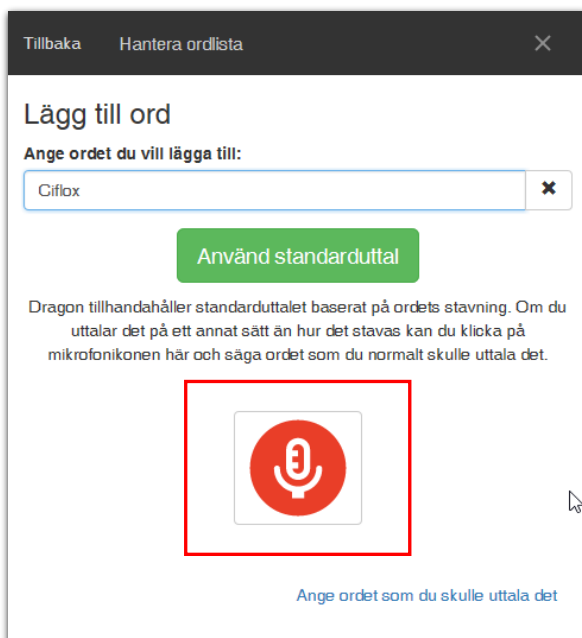 Tillbaka Hantera ordlista
Lägg till ord
Ange ordet du vill lägga till:
Ciflox
Använd standarduttal
Dragon tillhandahåller standarduttalet baserat på ordets stavning. Om du
uttalar det på ett annat sätt än hur det stavas kan du klicka på
mikrofonikonen här och säga ordet som du normalt skulle uttala det.
Ange ordet som du skulle uttala det